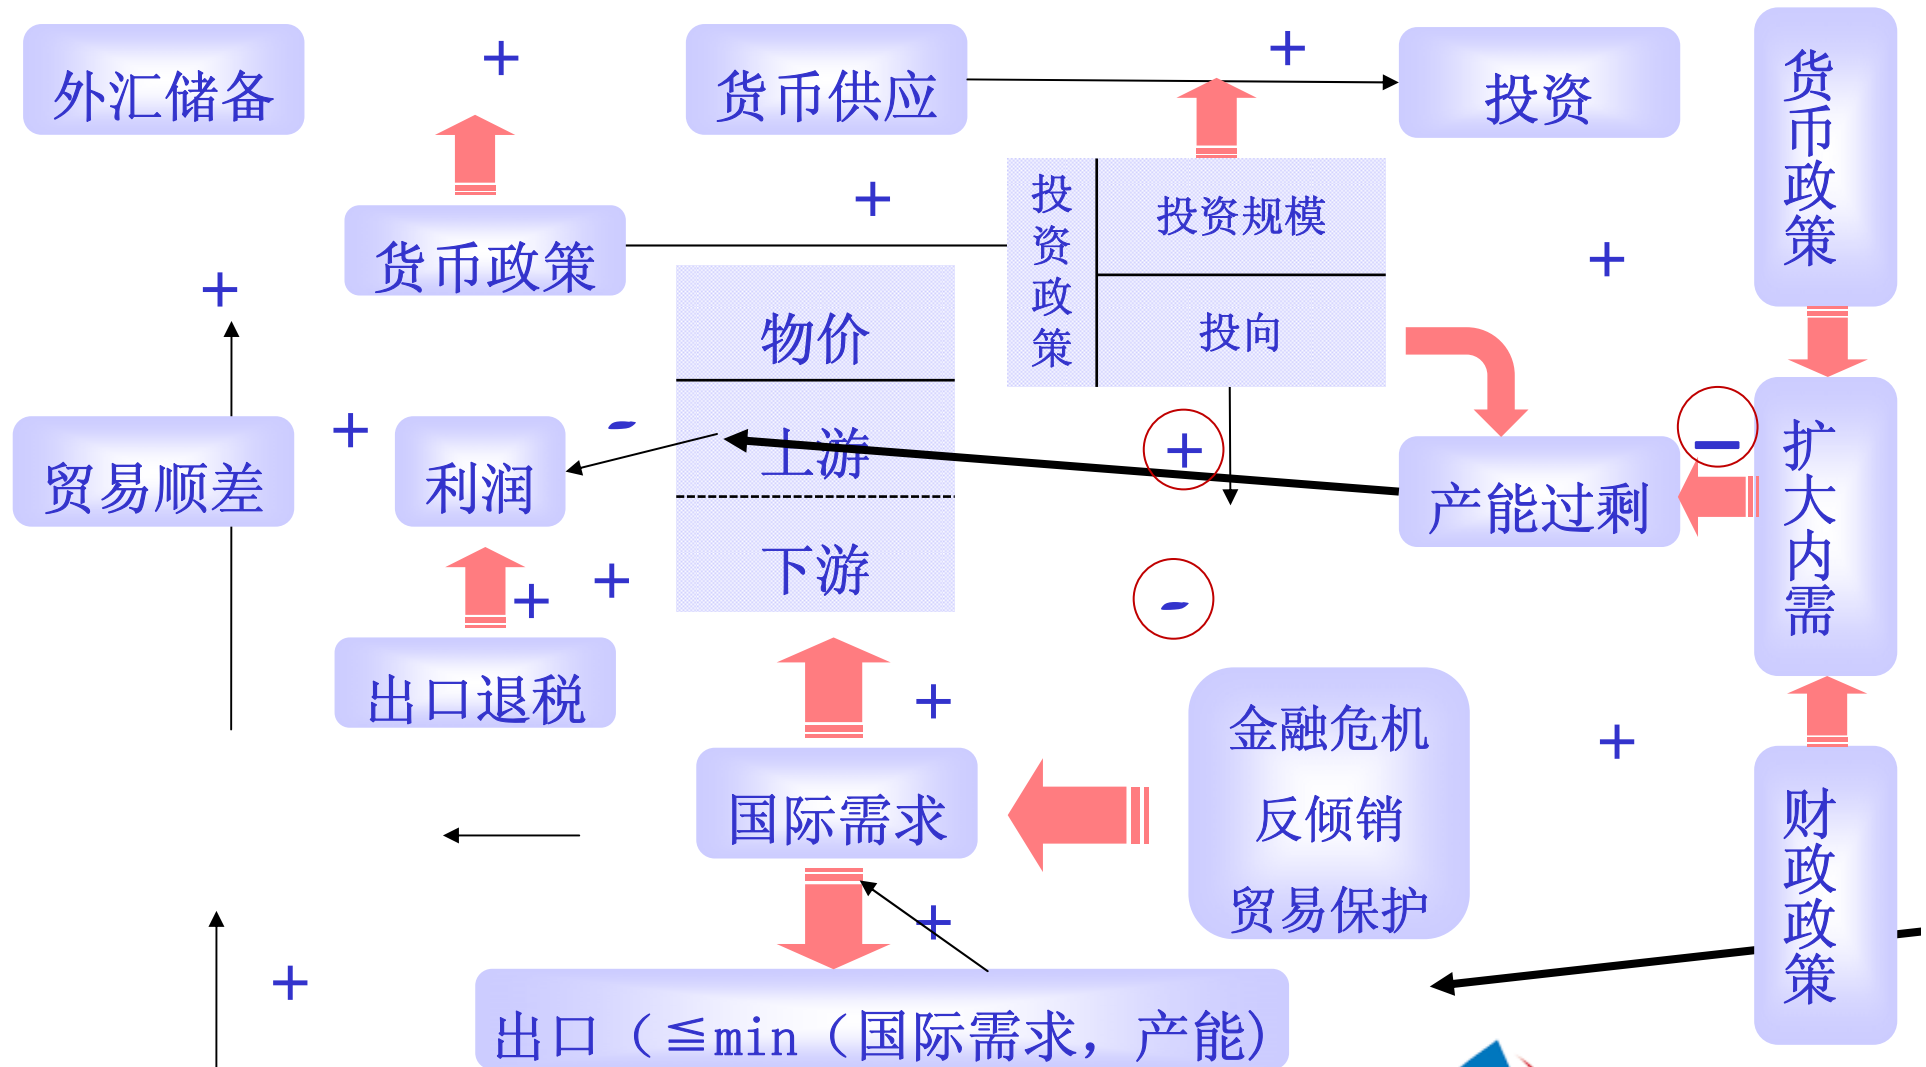 外汇储备
+
货币供应
+
投资
货币政策
货币政策
+
投资政策
投资规模
投向
+
+
物价
上游
下游
贸易顺差
+
利润
-
+
产能过剩
−
扩大内需
+
+
-
出口退税
+
国际需求
金融危机
反倾销
贸易保护
+
财政政策
+
+
出口（≦min（国际需求，产能）